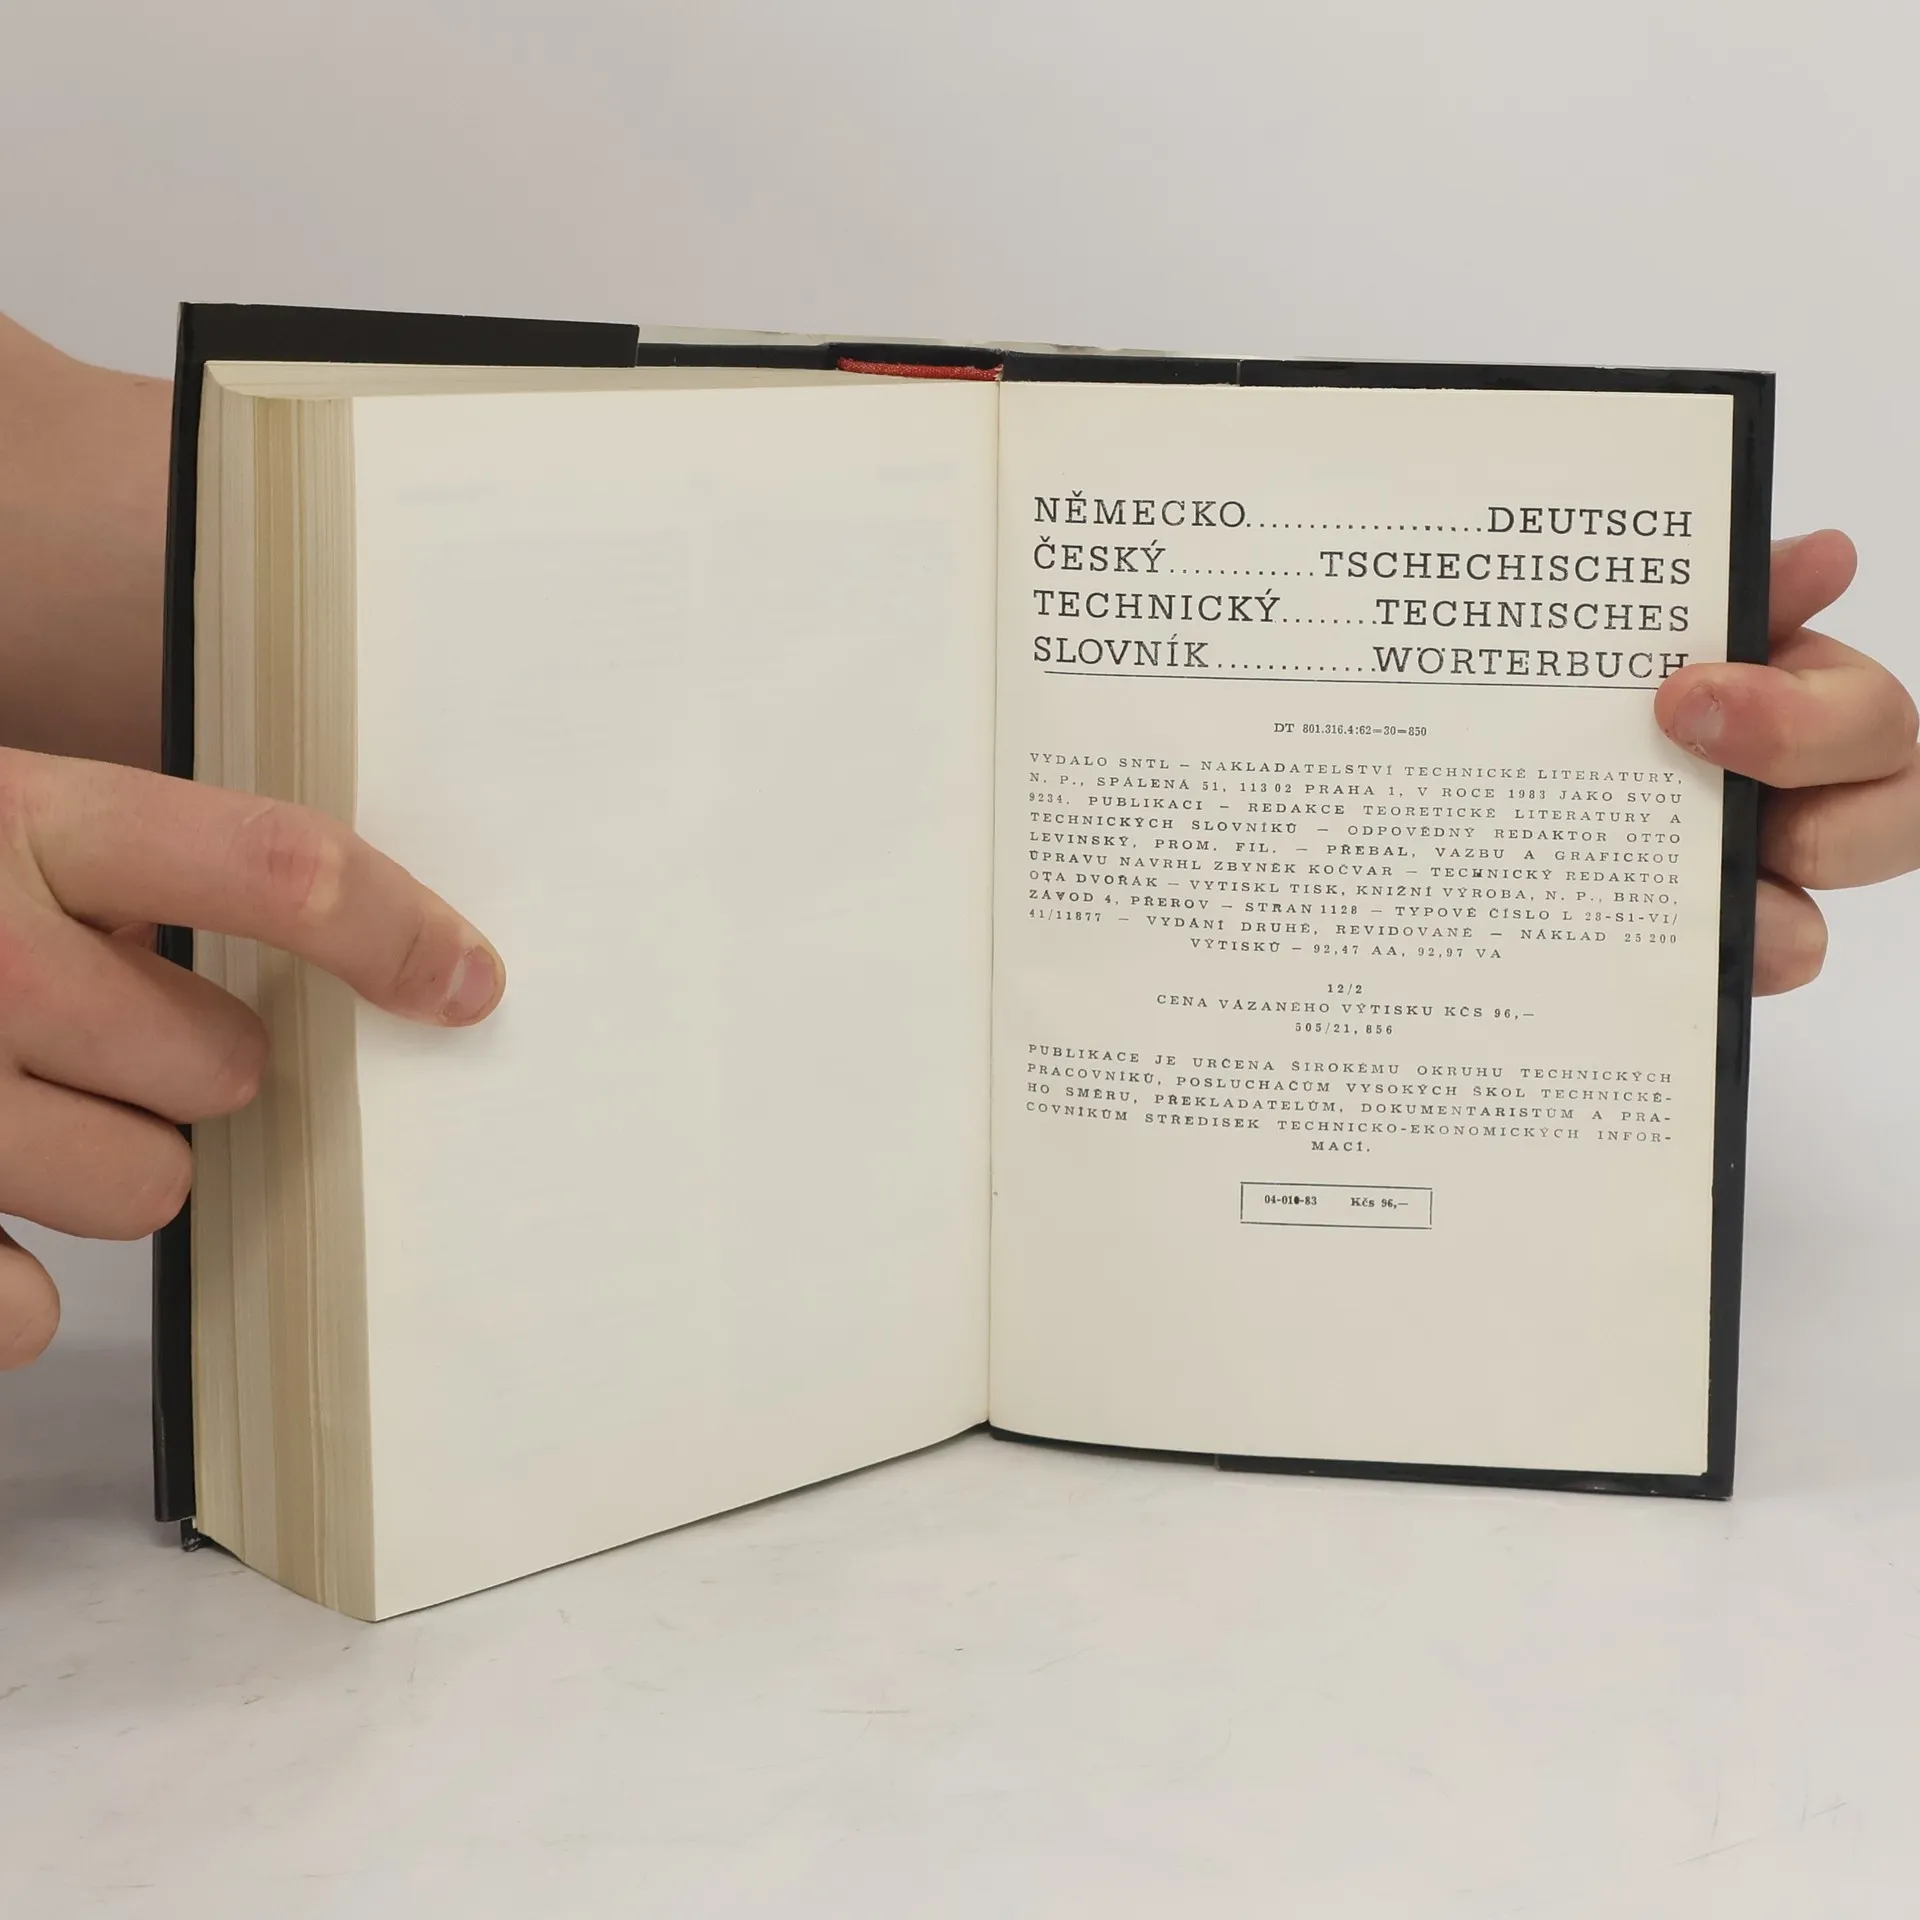 NĚMECKO....................DEUTSCH
ČESKÝ............TSCHECHISCHES
TECHNICKÝ........TECHNISCHES
SLOVNÍK.............WÖRTERBUCH
DT 801.316.4:62=30=850
VYDALO SNTL — NAKLADATELSTVÍ TECHNICKÉ LITERATURY,
N. P., SPÁLENÁ 51, 113 02 PRAHA 1, V ROCE 1983 JAKO SVOU
9234. PUBLIKACI — REDAKCE TEORETICKÉ LITERATURY A
TECHNICKÝCH SLOVNÍKŮ — ODPOVĚDNÝ REDAKTOR OTTO
LEVINSKÝ, PROM. FIL. — PŘEBAL, VAZBU A GRAFICKOU
ÚPRAVU NAVRHL ZBYNĚK KOČVAR — TECHNICKÝ REDAKTOR
OTA DVOŘÁK — VYTISKL TISK, KNIŽNÍ VÝROBA, N. P., BRNO,
ZÁVOD 4, PŘEROV — STRAN 1128 — TYPOVÉ ČÍSLO L 28-S1-VI/
41/11877 — VYDÁNÍ DRUHÉ, REVIDOVANÉ — NÁKLAD 25 200
VÝTISKŮ — 92,47 AA, 92,97 VA
12/2
CENA VÁZANÉHO VÝTISKU KČS 96,—
505/21, 856
PUBLIKACE JE URČENA ŠIROKÉMU OKRUHU TECHNICKÝCH
PRACOVNÍKŮ, POSLUCHAČŮM VYSOKÝCH ŠKOL TECHNICKÉ-
HO SMĚRU, PŘEKLADATELŮM, DOKUMENTARISTŮM A PRA-
COVNÍKŮM STŘEDISEK TECHNICKO-EKONOMICKÝCH INFOR-
MACÍ.
04-010-83 Kčs 96,—